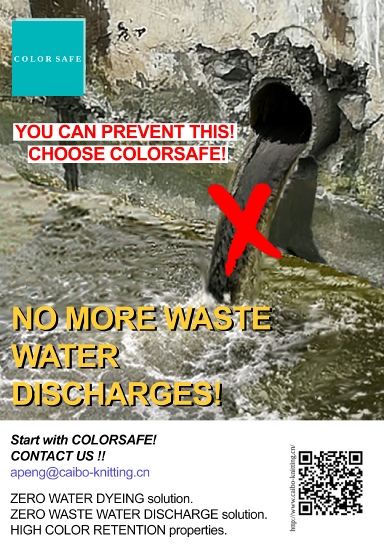 COLOR SAFE
YOU CAN PREVENT THIS!
CHOOSE COLORSAFE!
NO MORE WASTE
WATER
DISCHARGES!
Start with COLORSAFE!
CONTACT US !!
apeng@caibo-knitting.cn
ZERO WATER DYEING solution.
ZERO WASTE WATER DISCHARGE solution.
HIGH COLOR RETENTION properties.
http://www.caibo-knitting.cn/